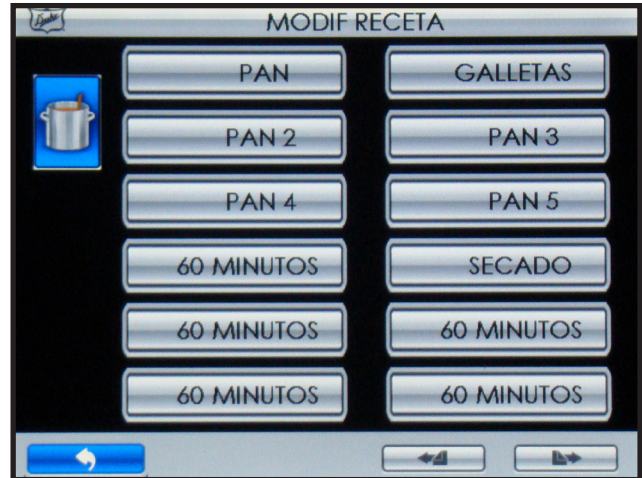 MODIF RECETA
PAN
GALLETAS
PAN 2
PAN 3
PAN 4
PAN 5
60 MINUTOS
SECADO
60 MINUTOS
60 MINUTOS
60 MINUTOS
60 MINUTOS